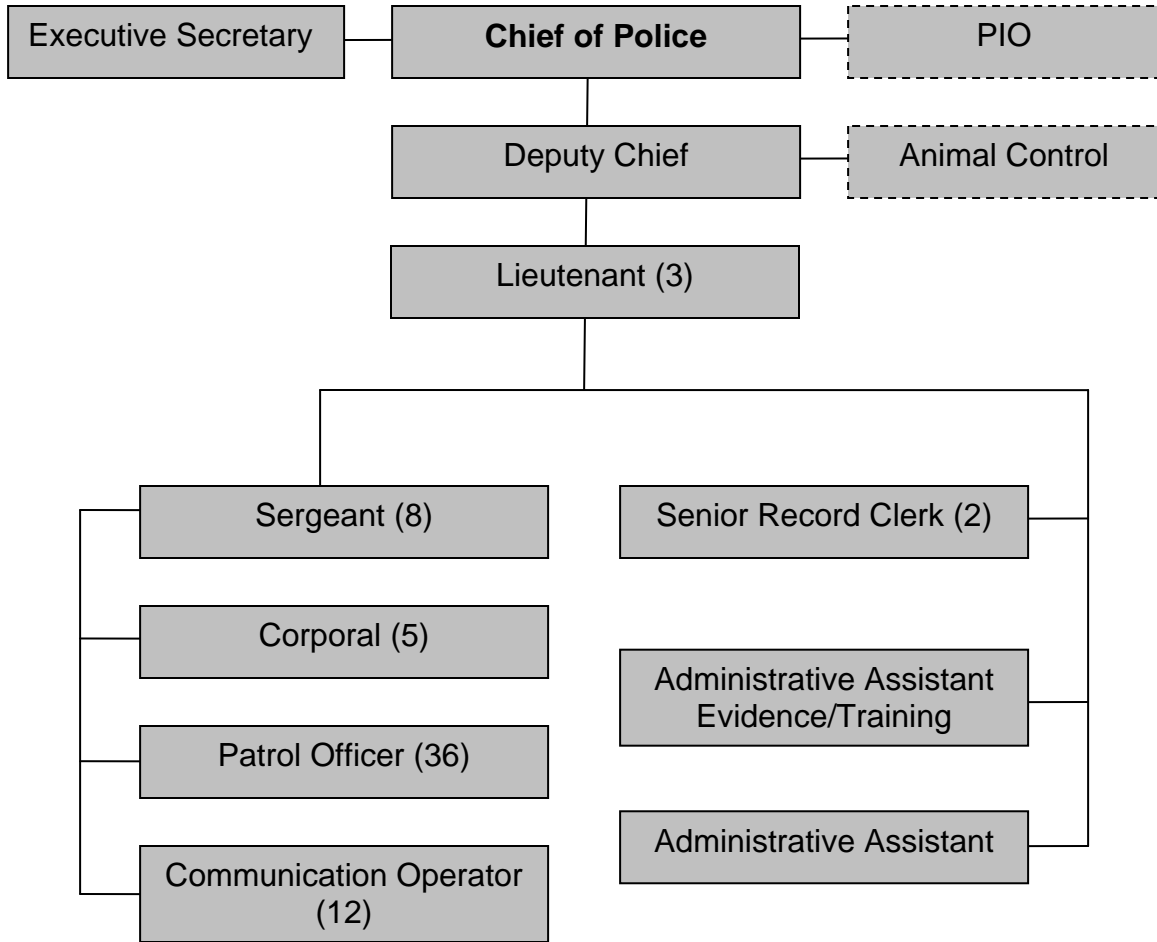 Executive Secretary
Chief of Police
PIO
Deputy Chief
Animal Control
Lieutenant (3)
Sergeant (8)
Corporal (5)
Patrol Officer (36)
Communication Operator
(12)
Senior Record Clerk (2)
Administrative Assistant
Evidence/Training
Administrative Assistant